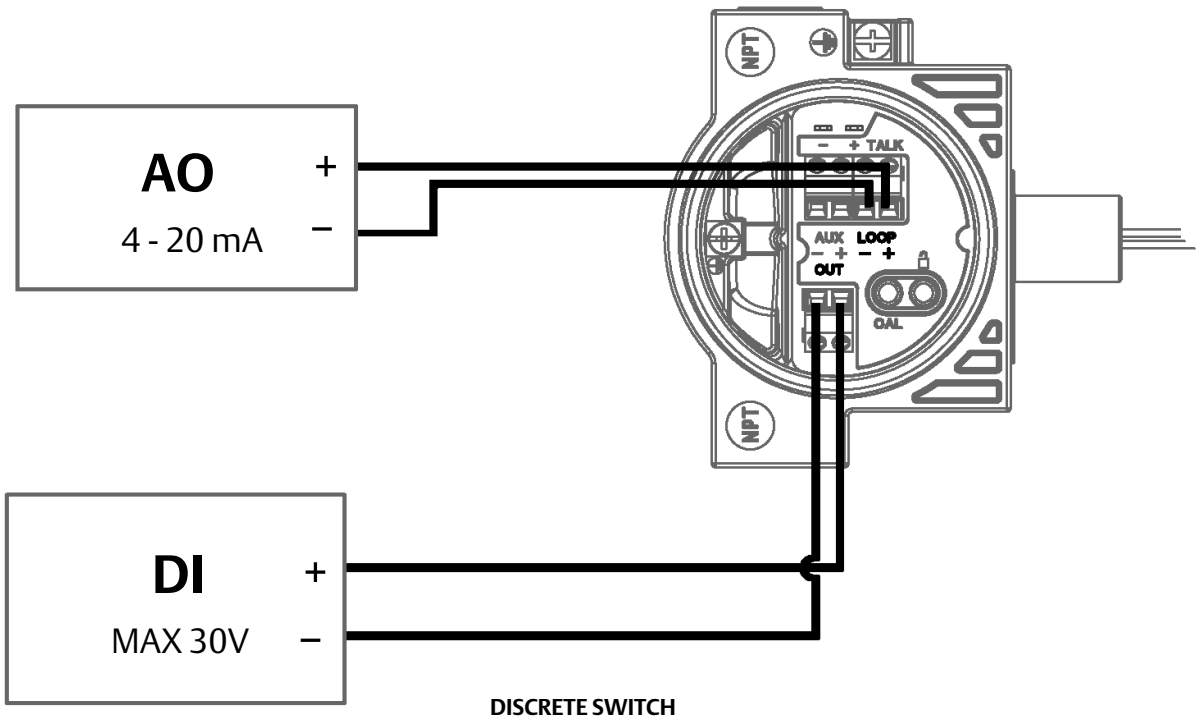 NPT
AO
+
4 - 20 mA
−
− + TALK
AUX LOOP
− + − +
OUT
CAL
NPT
DI
+
MAX 30V
−
DISCRETE SWITCH